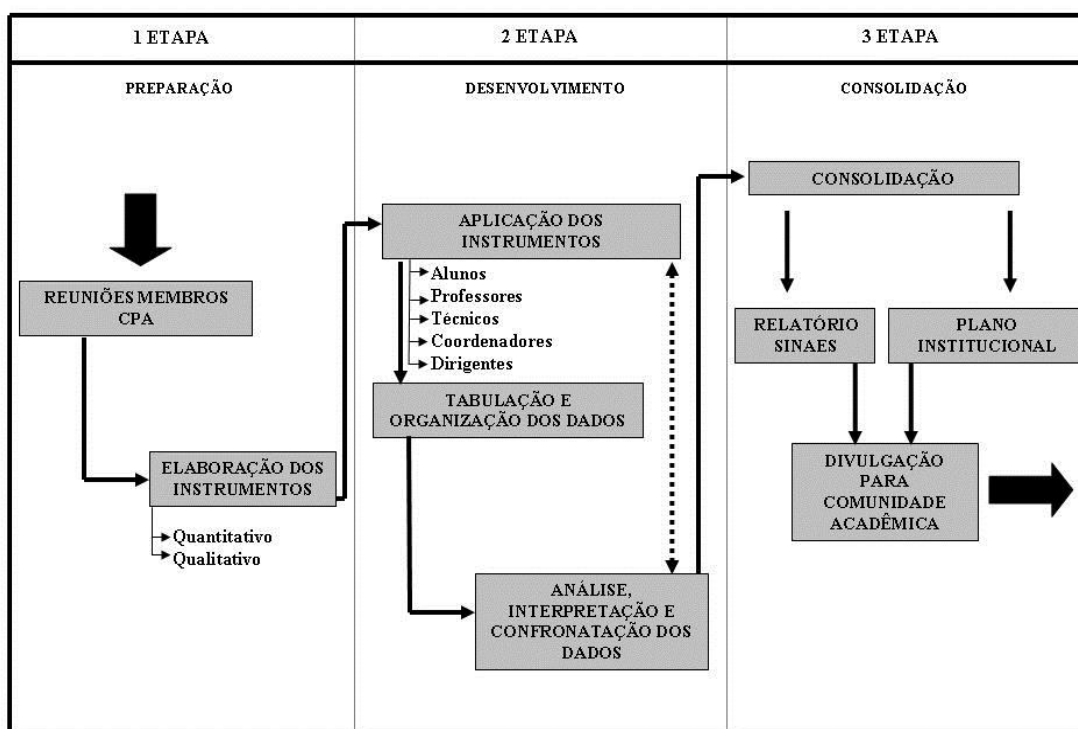 1 ETAPA
2 ETAPA
3 ETAPA
PREPARAÇÃO
DESENVOLVIMENTO
CONSOLIDAÇÃO
REUNIÕES MEMBROS
CPA
ELABORAÇÃO DOS
INSTRUMENTOS
Quantitativo
Qualitativo
APLICAÇÃO DOS
INSTRUMENTOS
Alunos
Professores
Técnicos
Coordenadores
Dirigentes
TABULAÇÃO E
ORGANIZAÇÃO DOS DADOS
ANÁLISE,
INTERPRETAÇÃO E
CONFRONATAÇÃO DOS
DADOS
CONSOLIDAÇÃO
RELATÓRIO
SINAES
PLANO
INSTITUCIONAL
DIVULGAÇÃO
PARA
COMUNIDADE
ACADÊMICA